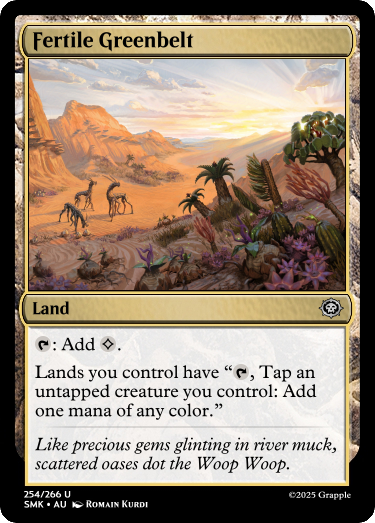 Fertile Greenbelt
Land
: Add .
Lands you control have “, Tap an
untapped creature you control: Add
one mana of any color.”
Like precious gems glinting in river muck,
scattered oases dot the Woop Woop.
254/266 U
SMK • AU Romain Kurdi
©2025 Grapple